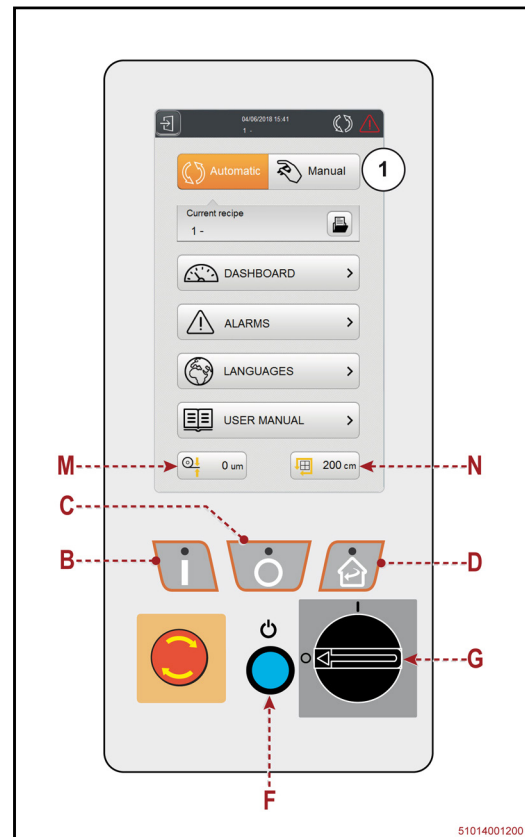 04/06/2018 15:41
1 -
Automatic Manual 1
Current recipe
1 -
DASHBOARD >
ALARMS >
LANGUAGES >
USER MANUAL >
M 0 um 200 cm N
C
B D
I O
I
O
G
F
51014001200